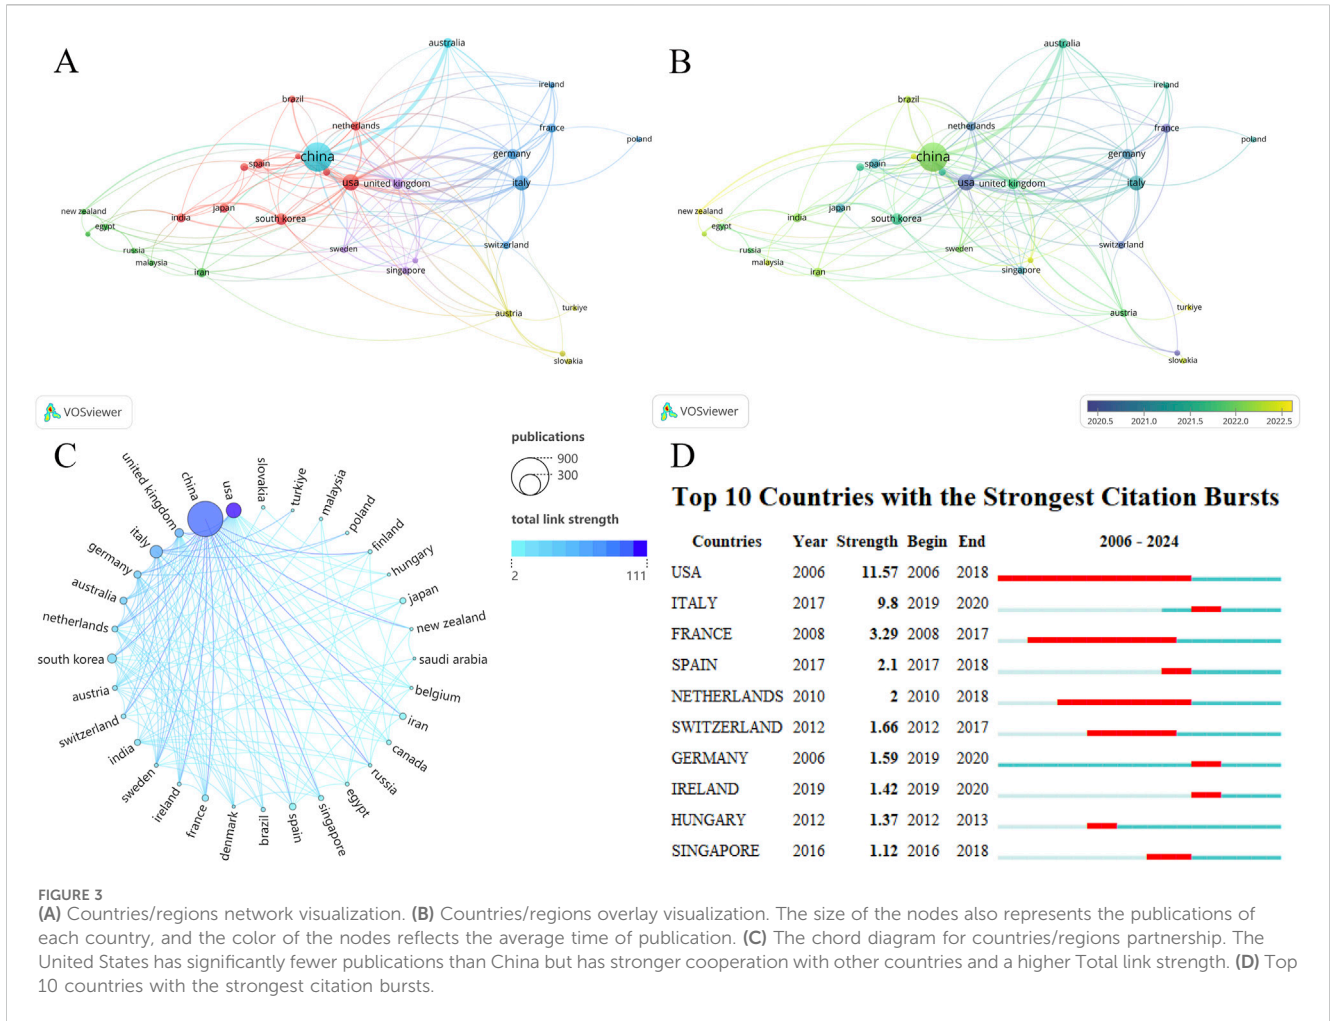 A
australia
ireland
brazil
netherlands
france
poland
china
germany
spain
usa
united kingdom
italy
new zealand
egypt
india
japan
south korea
russia
malaysia
iran
sweden
switzerland
singapore
austria
turkiye
slovakia
VOSviewer
B
australia
ireland
brazil
netherlands
france
poland
china
germany
spain
usa
united kingdom
italy
new zealand
egypt
india
japan
south korea
russia
malaysia
iran
sweden
switzerland
singapore
austria
turkiye
slovakia
VOSviewer
2020.5 2021.0 2021.5 2022.0 2022.5
C
china
usa
slovakia
turkiye
malaysia
poland
finland
hungary
japan
new zealand
saudi arabia
belgium
iran
canada
russia
egypt
singapore
spain
brazil
denmark
france
ireland
sweden
india
switzerland
austria
south korea
netherlands
australia
germany
italy
united kingdom
publications
900
300
total link strength
2 111
D
Top 10 Countries with the Strongest Citation Bursts
Countries Year Strength Begin End 2006 - 2024
USA 2006 11.57 2006 2018
ITALY 2017 9.8 2019 2020
FRANCE 2008 3.29 2008 2017
SPAIN 2017 2.1 2017 2018
NETHERLANDS 2010 2 2010 2018
SWITZERLAND 2012 1.66 2012 2017
GERMANY 2006 1.59 2019 2020
IRELAND 2019 1.42 2019 2020
HUNGARY 2012 1.37 2012 2013
SINGAPORE 2016 1.12 2016 2018
FIGURE 3
(A) Countries/regions network visualization. (B) Countries/regions overlay visualization. The size of the nodes also represents the publications of
each country, and the color of the nodes reflects the average time of publication. (C) The chord diagram for countries/regions partnership. The
United States has significantly fewer publications than China but has stronger cooperation with other countries and a higher Total link strength. (D) Top
10 countries with the strongest citation bursts.